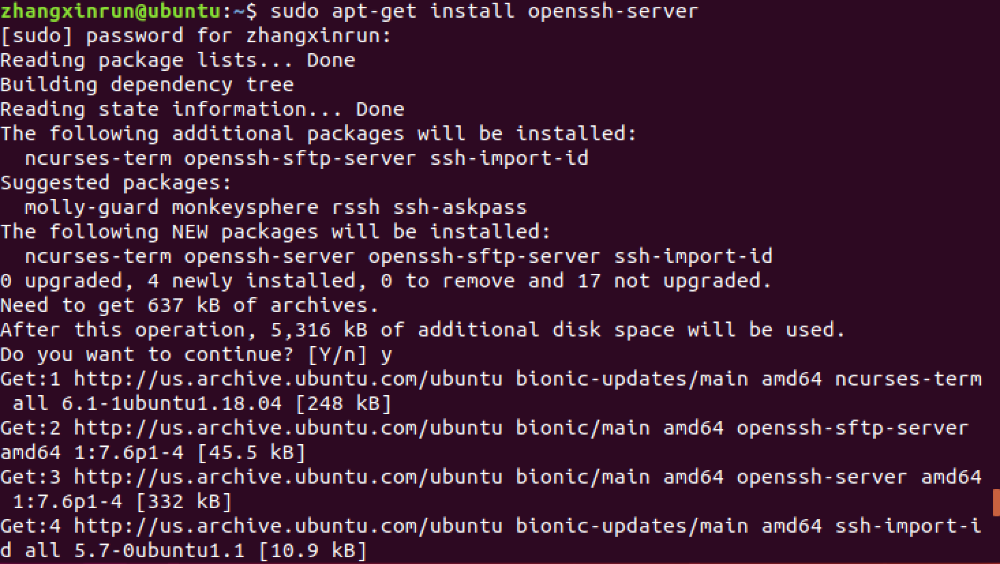 zhangxinrun@ubuntu:~$ sudo apt-get install openssh-server
[sudo] password for zhangxinrun:
Reading package lists... Done
Building dependency tree
Reading state information... Done
The following additional packages will be installed:
  ncurses-term openssh-sftp-server ssh-import-id
Suggested packages:
  molly-guard monkeysphere rssh ssh-askpass
The following NEW packages will be installed:
  ncurses-term openssh-server openssh-sftp-server ssh-import-id
0 upgraded, 4 newly installed, 0 to remove and 17 not upgraded.
Need to get 637 kB of archives.
After this operation, 5,316 kB of additional disk space will be used.
Do you want to continue? [Y/n] y
Get:1 http://us.archive.ubuntu.com/ubuntu bionic-updates/main amd64 ncurses-term
 all 6.1-1ubuntu1.18.04 [248 kB]
Get:2 http://us.archive.ubuntu.com/ubuntu bionic/main amd64 openssh-sftp-server
amd64 1:7.6p1-4 [45.5 kB]
Get:3 http://us.archive.ubuntu.com/ubuntu bionic/main amd64 openssh-server amd64
 1:7.6p1-4 [332 kB]
Get:4 http://us.archive.ubuntu.com/ubuntu bionic-updates/main amd64 ssh-import-i
d all 5.7-0ubuntu1.1 [10.9 kB]